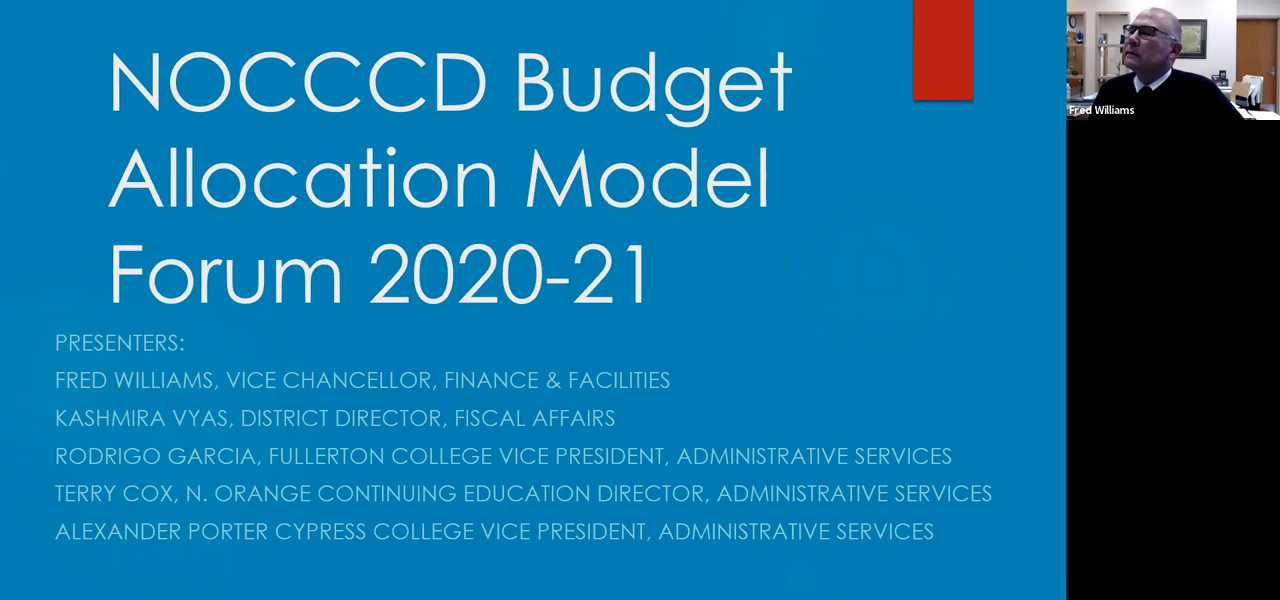 NOCCCD Budget
Allocation Model
Forum 2020-21
PRESENTERS:
FRED WILLIAMS, VICE CHANCELLOR, FINANCE & FACILITIES
KASHMIRA VYAS, DISTRICT DIRECTOR, FISCAL AFFAIRS
RODRIGO GARCIA, FULLERTON COLLEGE VICE PRESIDENT, ADMINISTRATIVE SERVICES
TERRY COX, N. ORANGE CONTINUING EDUCATION DIRECTOR, ADMINISTRATIVE SERVICES
ALEXANDER PORTER CYPRESS COLLEGE VICE PRESIDENT, ADMINISTRATIVE SERVICES
Fred Williams